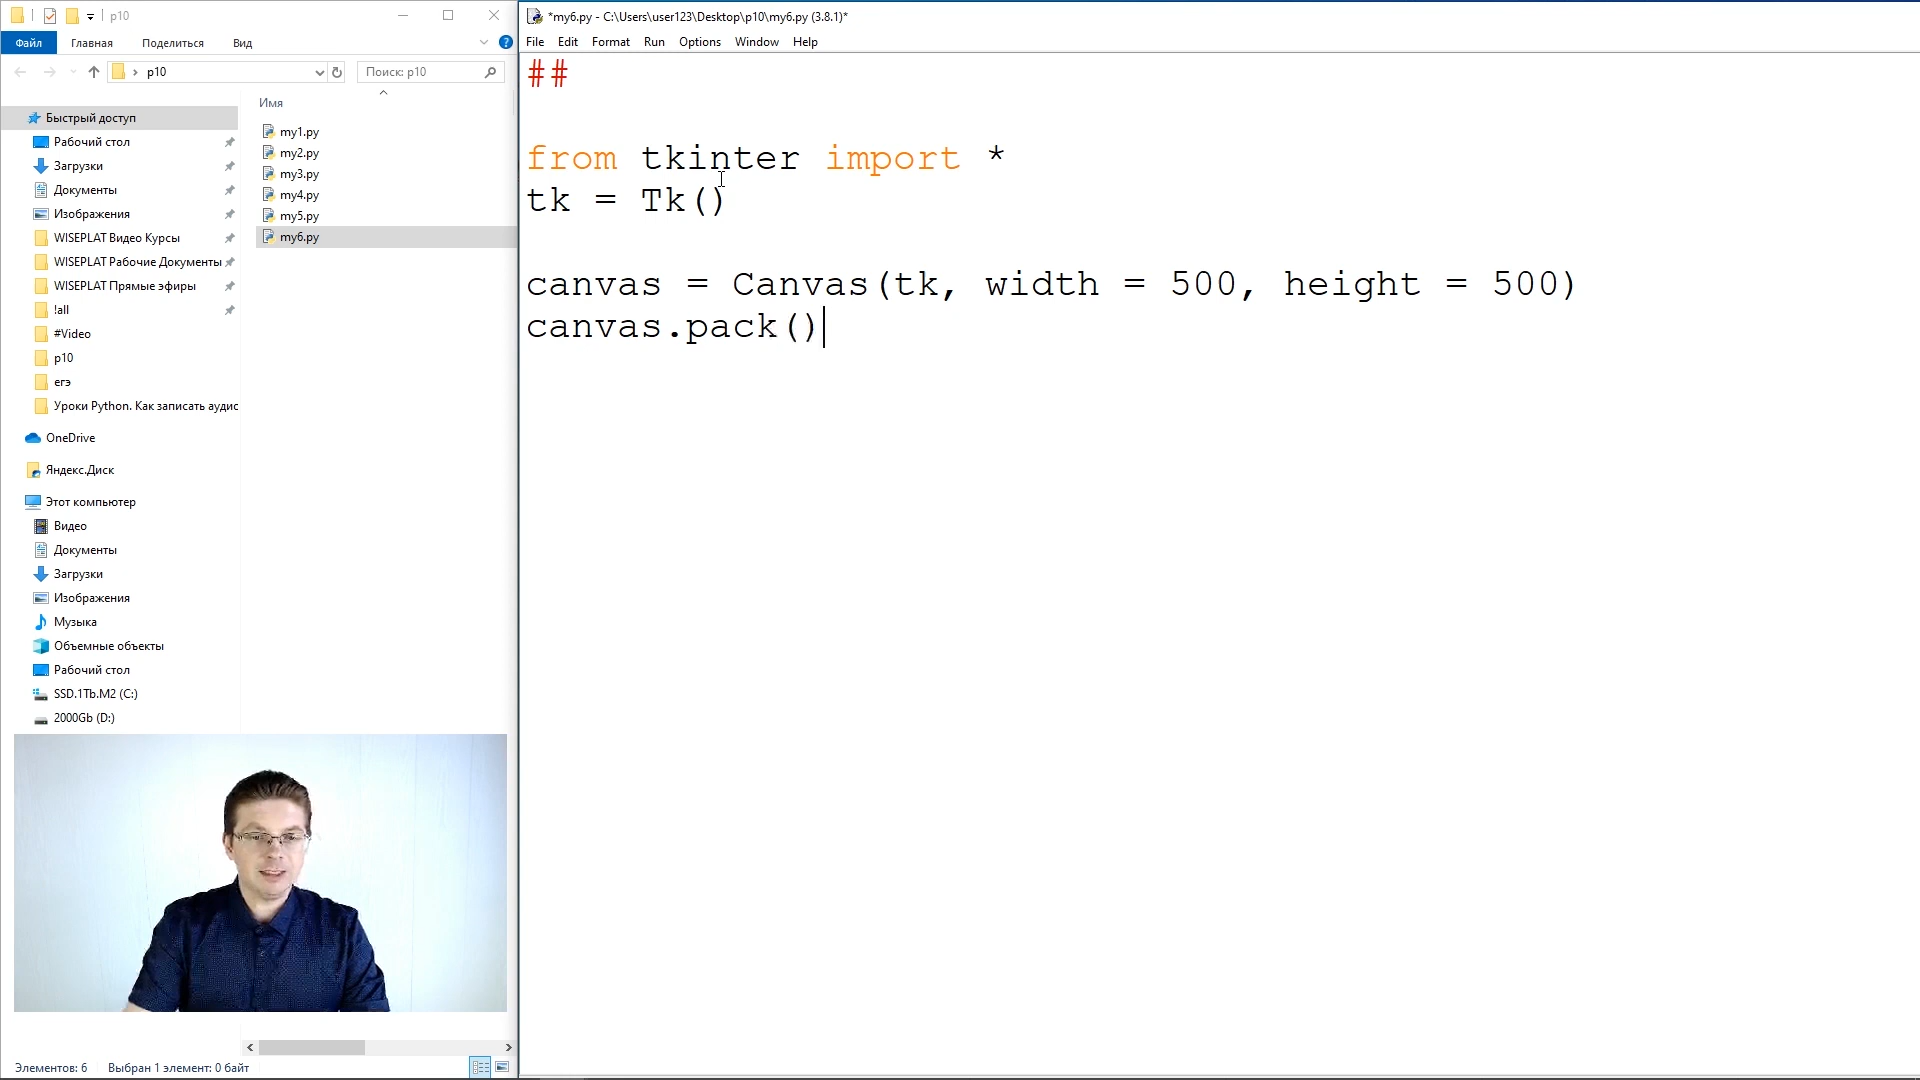 p10
Файл Главная Поделиться Вид
p10
Поиск: p10
Имя
Быстрый доступ
Рабочий стол
Загрузки
Документы
Изображения
WISEPLAT Видео Курсы
WISEPLAT Рабочие Документы
WISEPLAT Прямые эфиры
!all
#Video
p10
егэ
Уроки Python. Как записать аудис
OneDrive
Яндекс.Диск
Этот компьютер
Видео
Документы
Загрузки
Изображения
Музыка
Объемные объекты
Рабочий стол
SSD.1Tb.M2 (C:)
2000Gb (D:)
my1.py
my2.py
my3.py
my4.py
my5.py
my6.py
Элементов: 6 Выбран 1 элемент: 0 байт
*my6.py - C:\Users\user123\Desktop\p10\my6.py (3.8.1)*
File Edit Format Run Options Window Help
##
from tkinter import *
tk = Tk()
canvas = Canvas(tk, width = 500, height = 500)
canvas.pack()